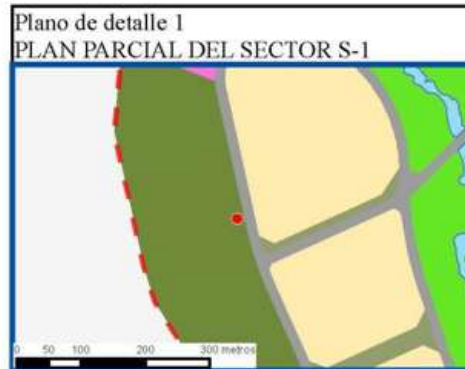 Plano de detalle 1
PLAN PARCIAL DEL SECTOR S-1
0 50 100 200 300 metros